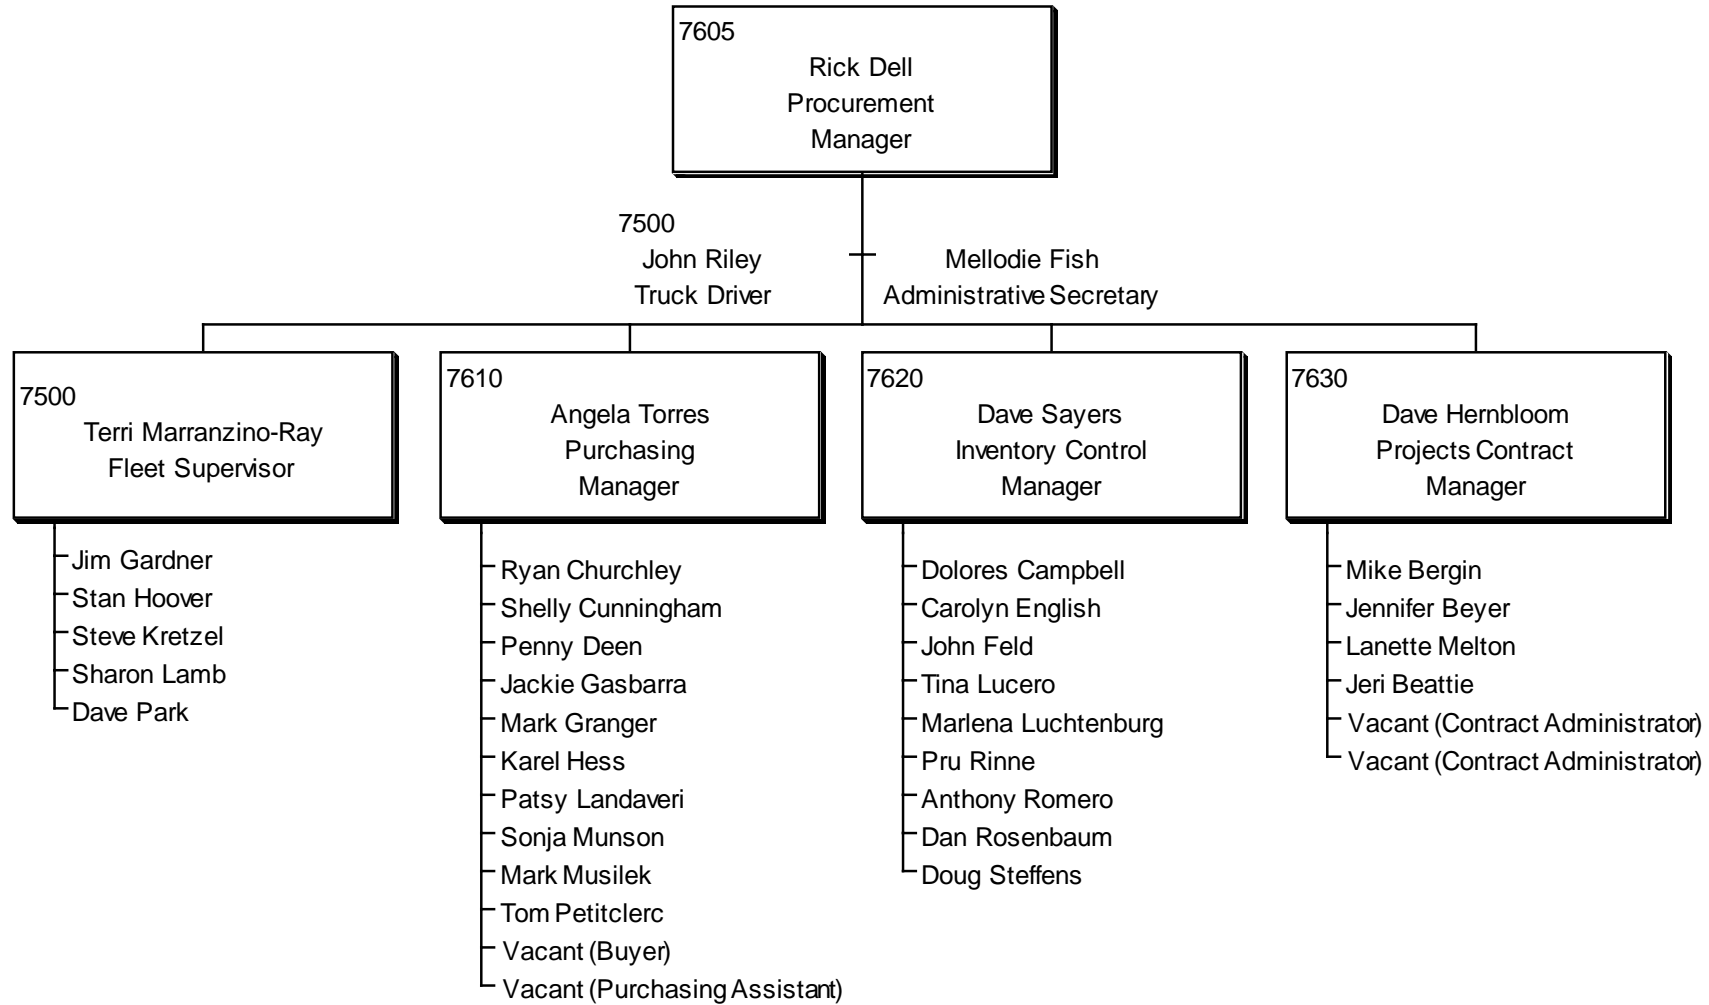 7605
Rick Dell
Procurement
Manager
7500
John Riley
Truck Driver
Mellodie Fish
Administrative Secretary
7500
Terri Marranzino-Ray
Fleet Supervisor
Jim Gardner
Stan Hoover
Steve Kretzel
Sharon Lamb
Dave Park
7610
Angela Torres
Purchasing
Manager
Ryan Churchley
Shelly Cunningham
Penny Deen
Jackie Gasbarra
Mark Granger
Karel Hess
Patsy Landaveri
Sonja Munson
Mark Musilek
Tom Petitclerc
Vacant (Buyer)
Vacant (Purchasing Assistant)
7620
Dave Sayers
Inventory Control
Manager
Dolores Campbell
Carolyn English
John Feld
Tina Lucero
Marlena Luchtenburg
Pru Rinne
Anthony Romero
Dan Rosenbaum
Doug Steffens
7630
Dave Hernbloom
Projects Contract
Manager
Mike Bergin
Jennifer Beyer
Lanette Melton
Jeri Beattie
Vacant (Contract Administrator)
Vacant (Contract Administrator)